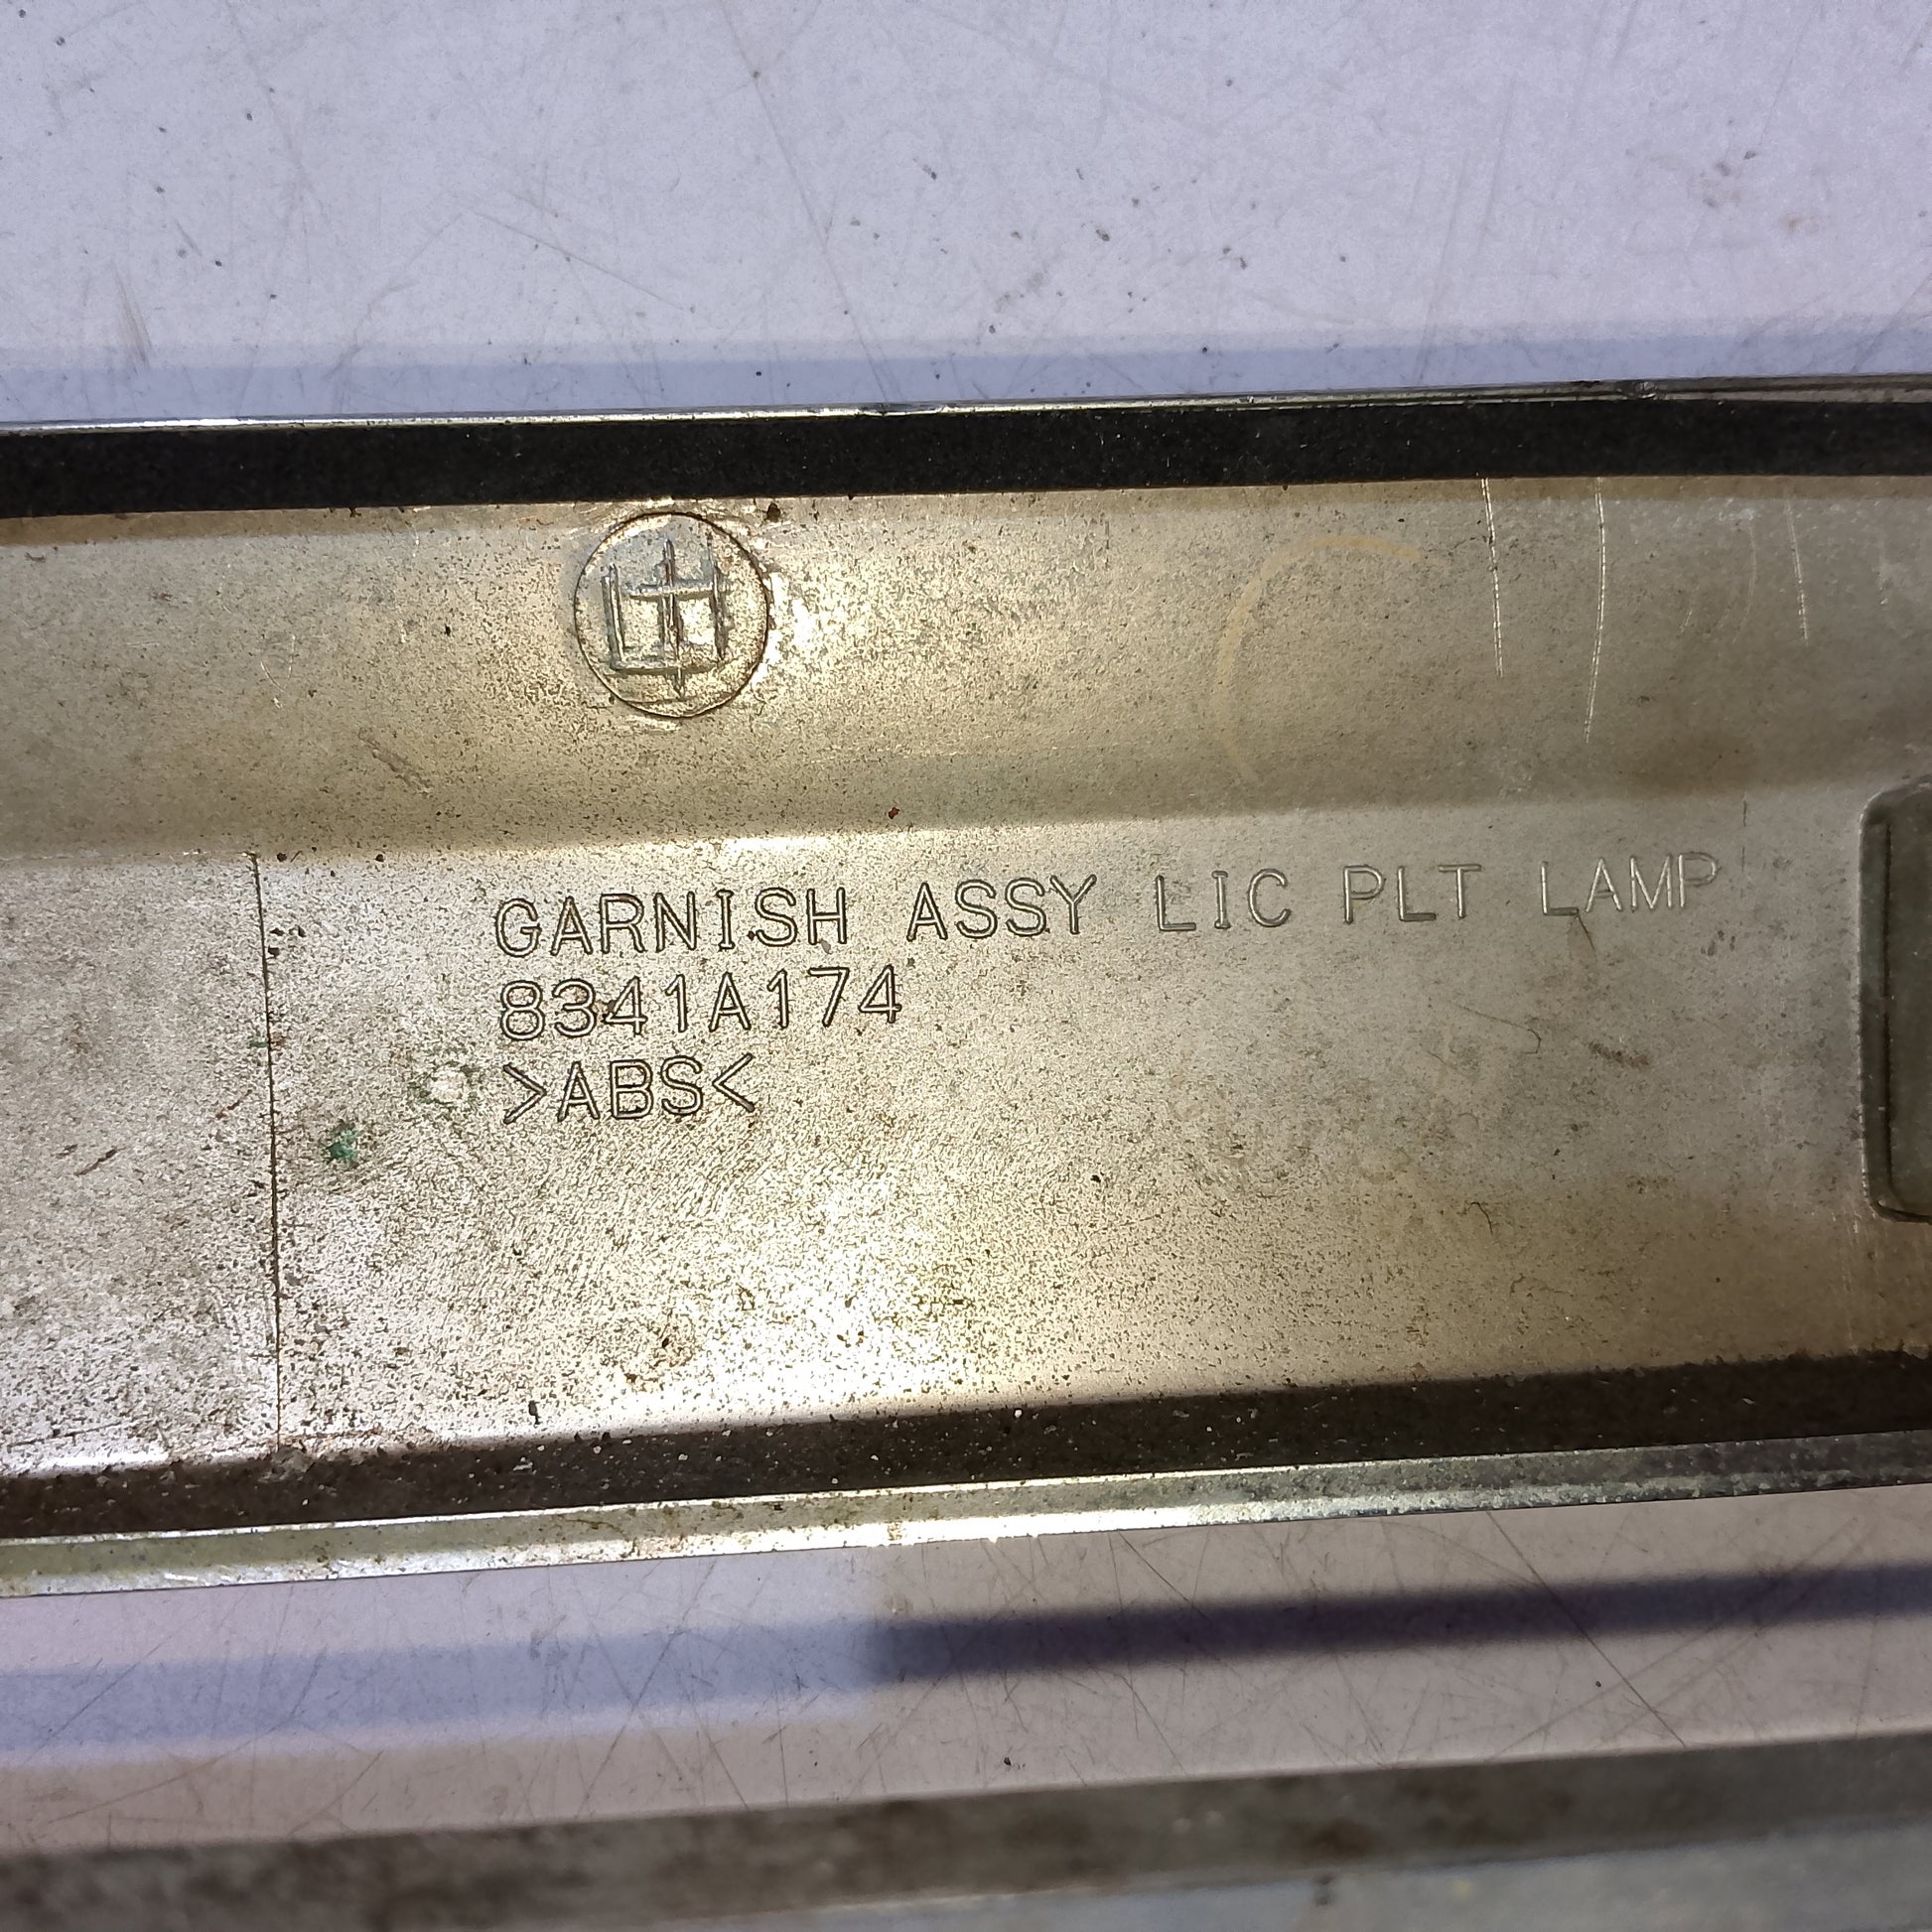 GARNISH ASSY LIC PLT LAMP
8341A174
>ABS<